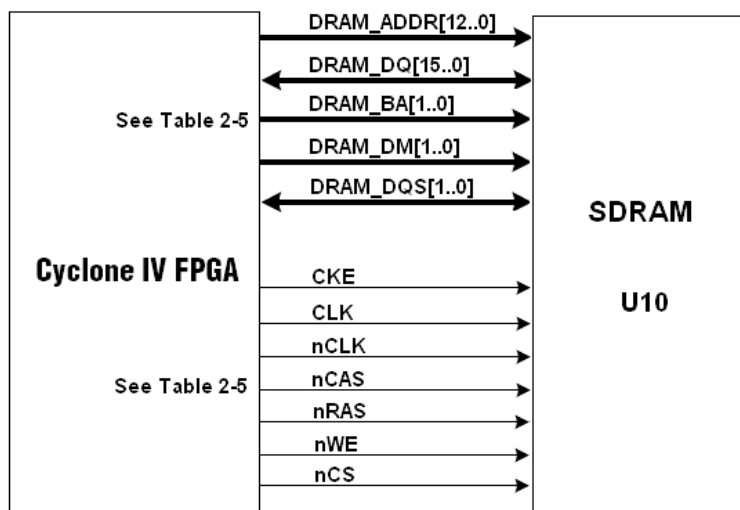 DRAM_ADDR[12..0]
DRAM_DQ[15..0]
See Table 2-5
DRAM_BA[1..0]
DRAM_DM[1..0]
DRAM_DQS[1..0]
SDRAM
Cyclone IV FPGA
CKE
U10
CLK
nCLK
See Table 2-5
nCAS
nRAS
nWE
nCS